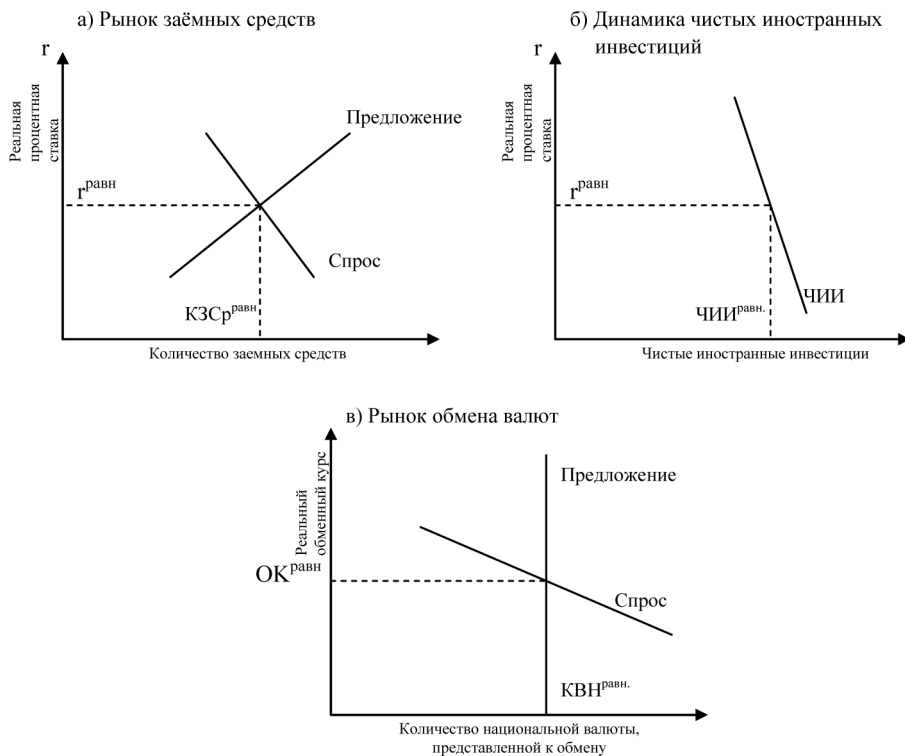 а) Рынок заёмных средств
r
Реальная
процентная
ставка
Предложение
rравн
Спрос
КЗСрравн
Количество заемных средств
б) Динамика чистых иностранных
инвестиций
r
Реальная
процентная
ставка
rравн
ЧИИ
ЧИИравн.
Чистые иностранные инвестиции
в) Рынок обмена валют
Реальный
обменный курс
Предложение
ОКравн
Спрос
КВНравн.
Количество национальной валюты,
представленной к обмену